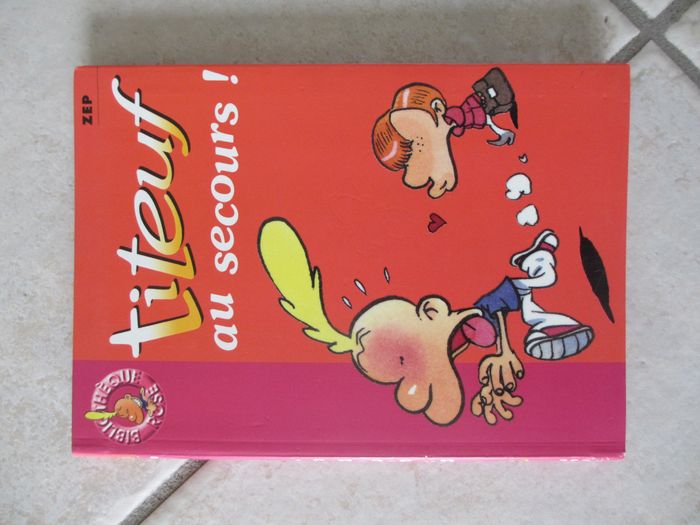 ZEP
titeuf
au secours !
BIBLIOTHÈQUE
ROSE